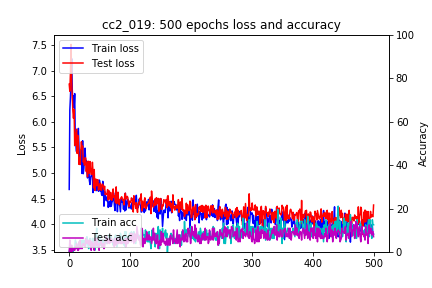 cc2_019: 500 epochs loss and accuracy
Train loss
Test loss
Train acc
Test acc
Loss
7.5
7.0
6.5
6.0
5.5
5.0
4.5
4.0
3.5
Accuracy
100
80
60
40
20
0
0 100 200 300 400 500